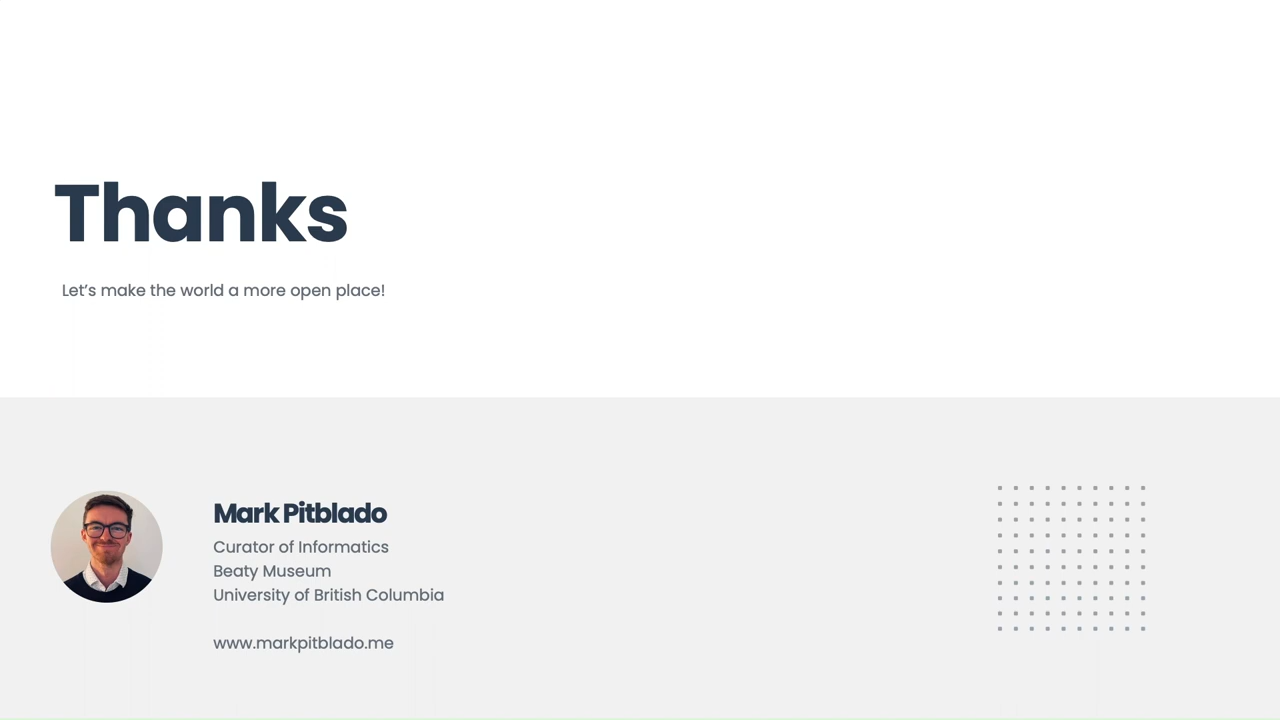 Thanks
Let’s make the world a more open place!
Mark Pitblado
Curator of Informatics
Beaty Museum
University of British Columbia
www.markpitblado.me